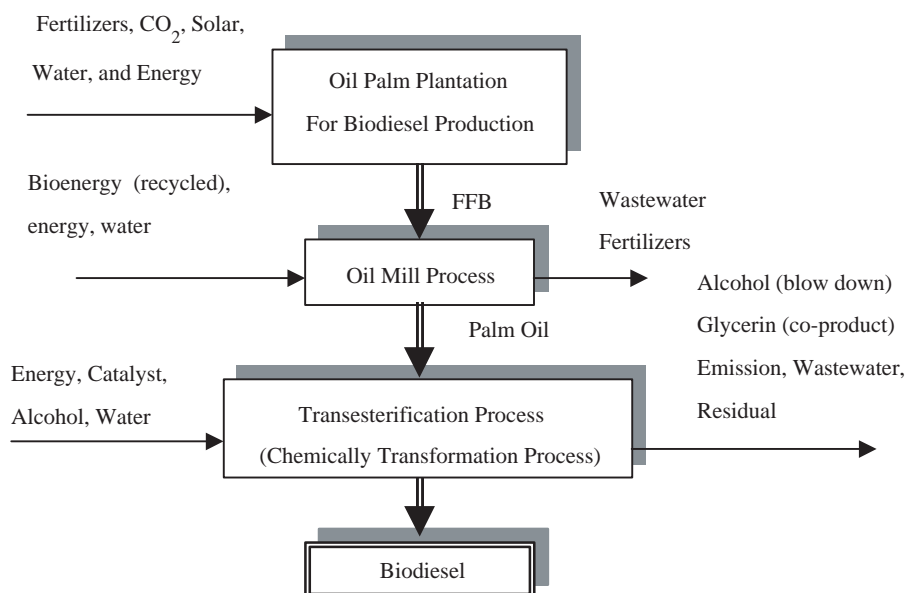 Fertilizers, CO2, Solar,
Water, and Energy
Oil Palm Plantation
For Biodiesel Production
Bioenergy (recycled),
energy, water
FFB
Wastewater
Fertilizers
Oil Mill Process
Alcohol (blow down)
Glycerin (co-product)
Emission, Wastewater,
Residual
Palm Oil
Energy, Catalyst,
Alcohol, Water
Transesterification Process
(Chemically Transformation Process)
Biodiesel